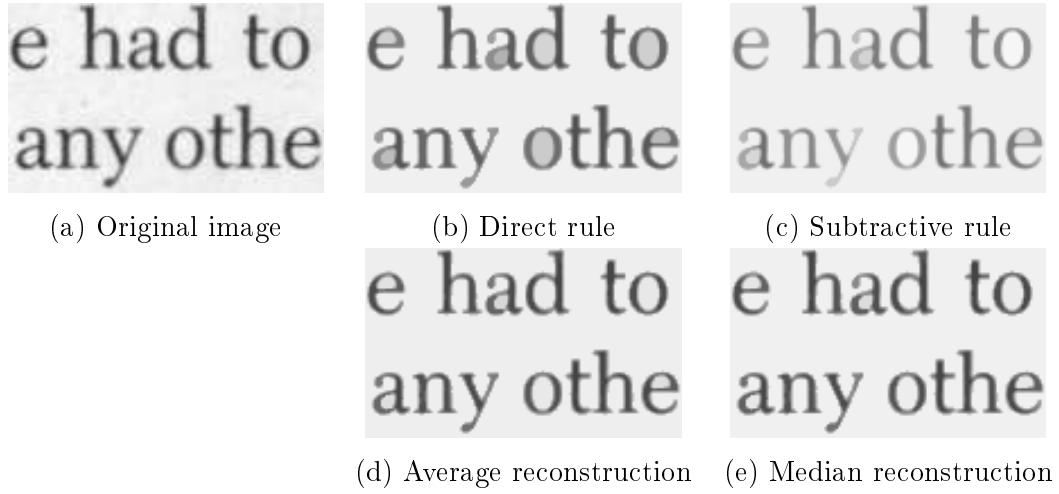 e had to
any othe
e had to
any othe
e had to
any othe
(a) Original image
(b) Direct rule
(c) Subtractive rule
e had to
any othe
e had to
any othe
(d) Average reconstruction
(e) Median reconstruction